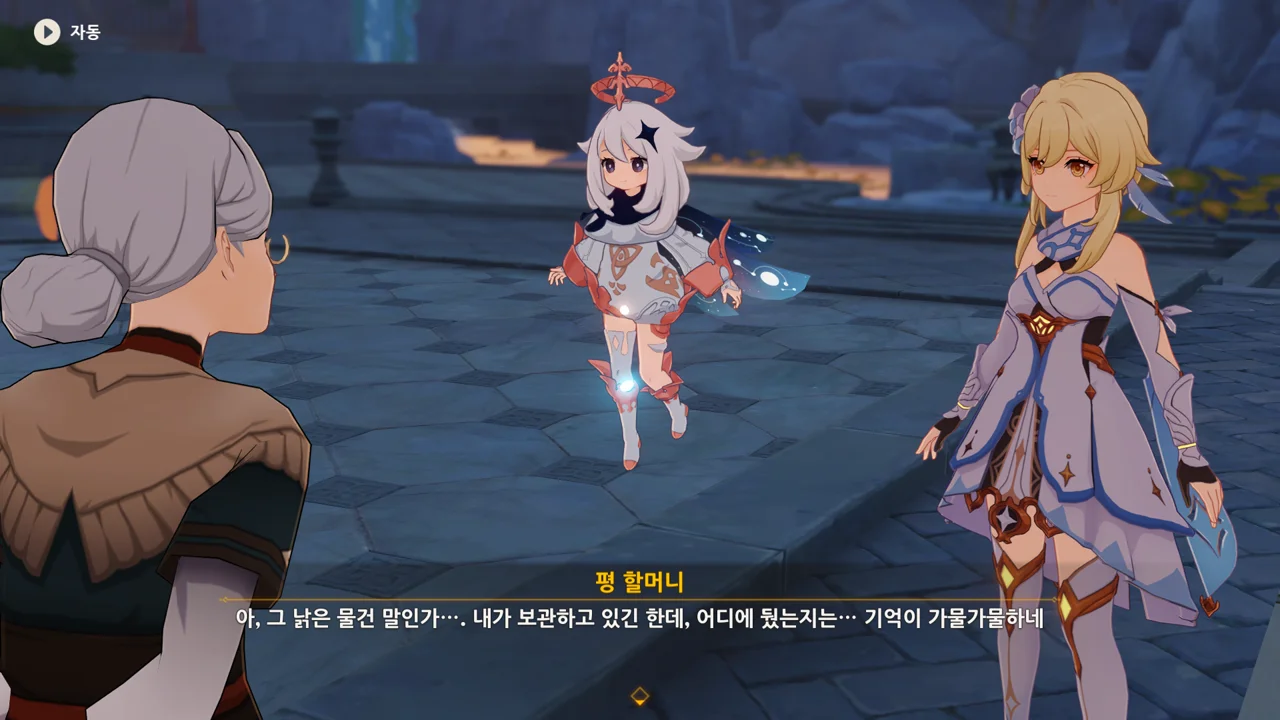 자동
평 할머니
아, 그 낡은 물건 말인가…. 내가 보관하고 있긴 한데, 어디에 뒀는지는… 기억이 가물가물하네